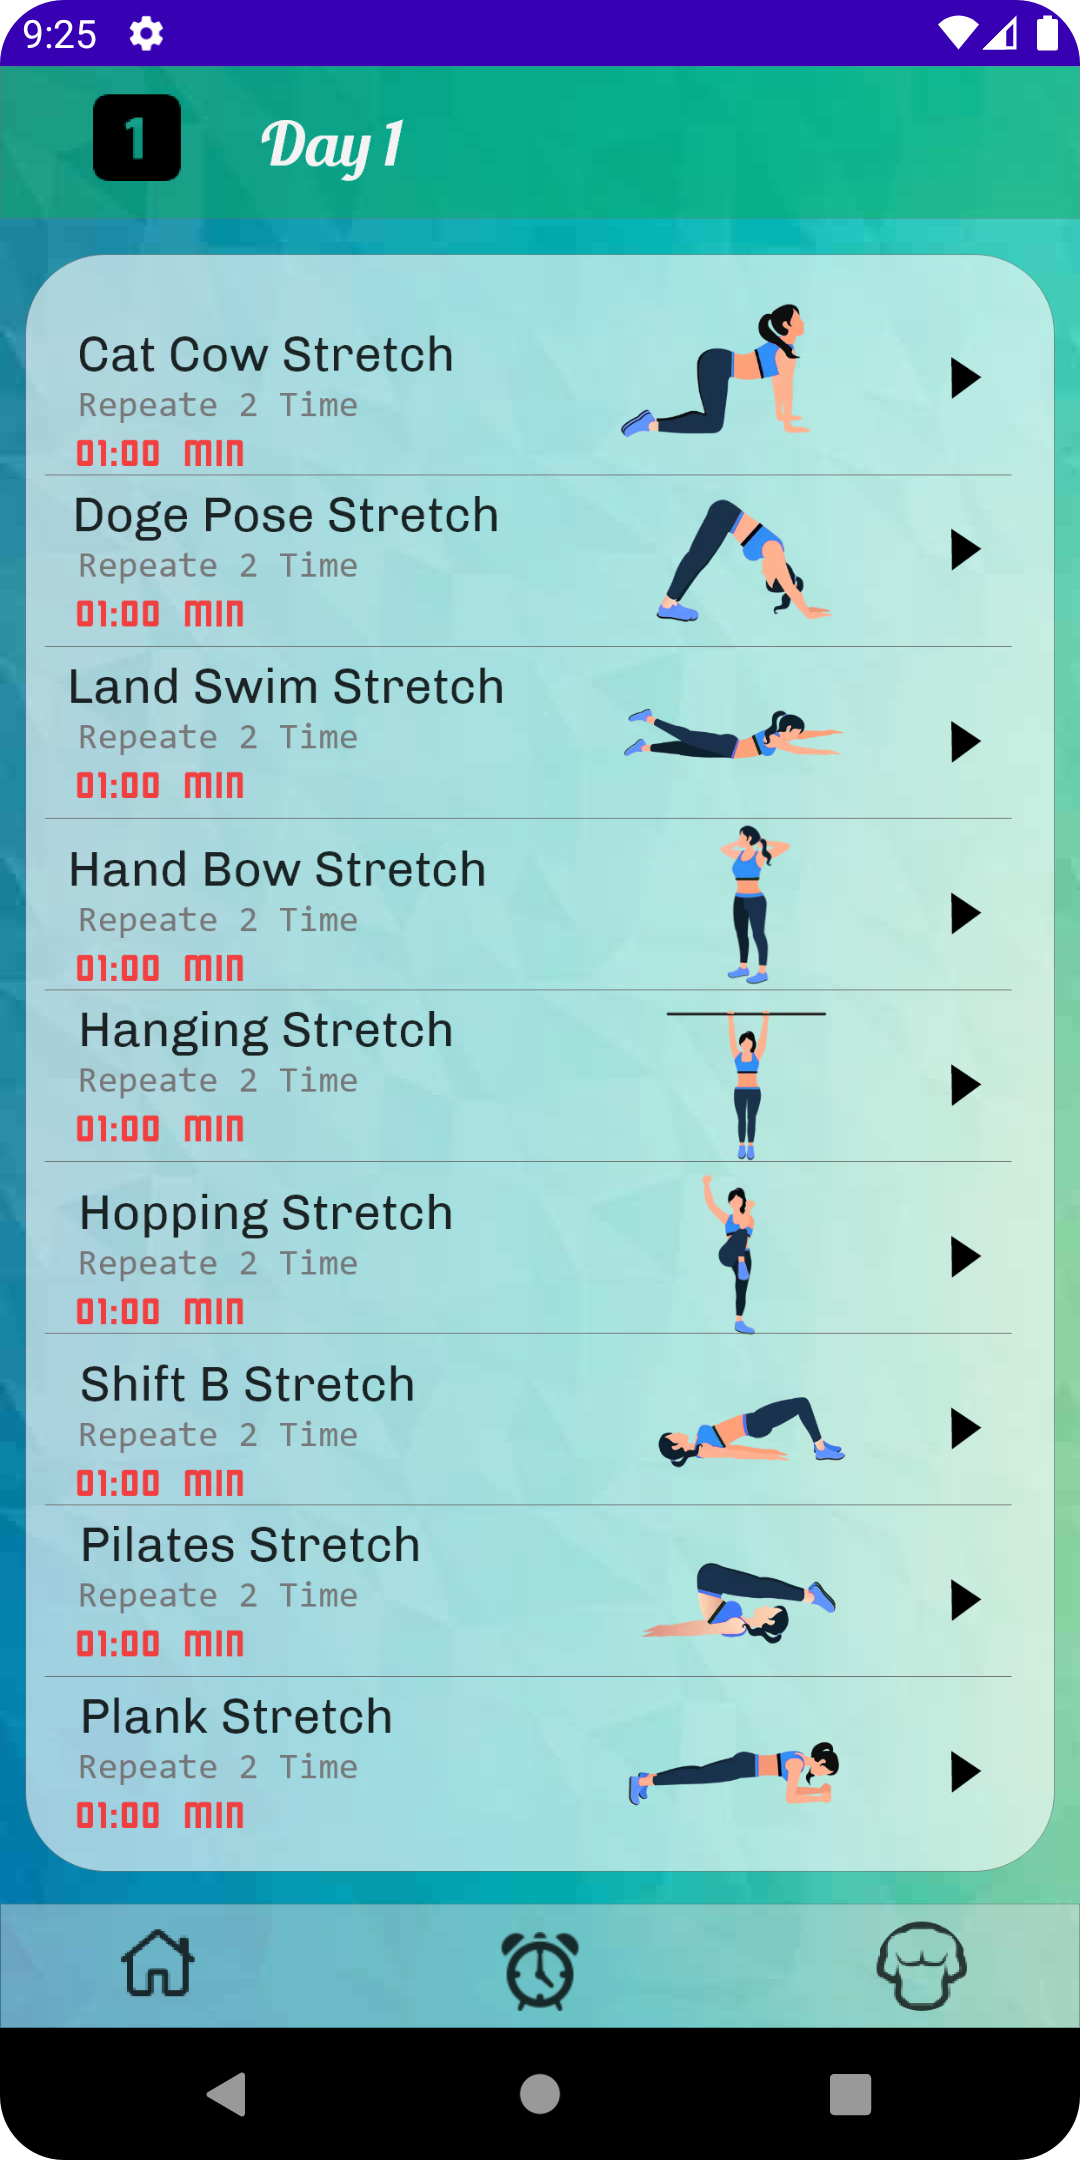 9:25
1
Day 1
Cat Cow Stretch
Repeate 2 Time
01:00 MIN
Doge Pose Stretch
Repeate 2 Time
01:00 MIN
Land Swim Stretch
Repeate 2 Time
01:00 MIN
Hand Bow Stretch
Repeate 2 Time
01:00 MIN
Hanging Stretch
Repeate 2 Time
01:00 MIN
Hopping Stretch
Repeate 2 Time
01:00 MIN
Shift B Stretch
Repeate 2 Time
01:00 MIN
Pilates Stretch
Repeate 2 Time
01:00 MIN
Plank Stretch
Repeate 2 Time
01:00 MIN